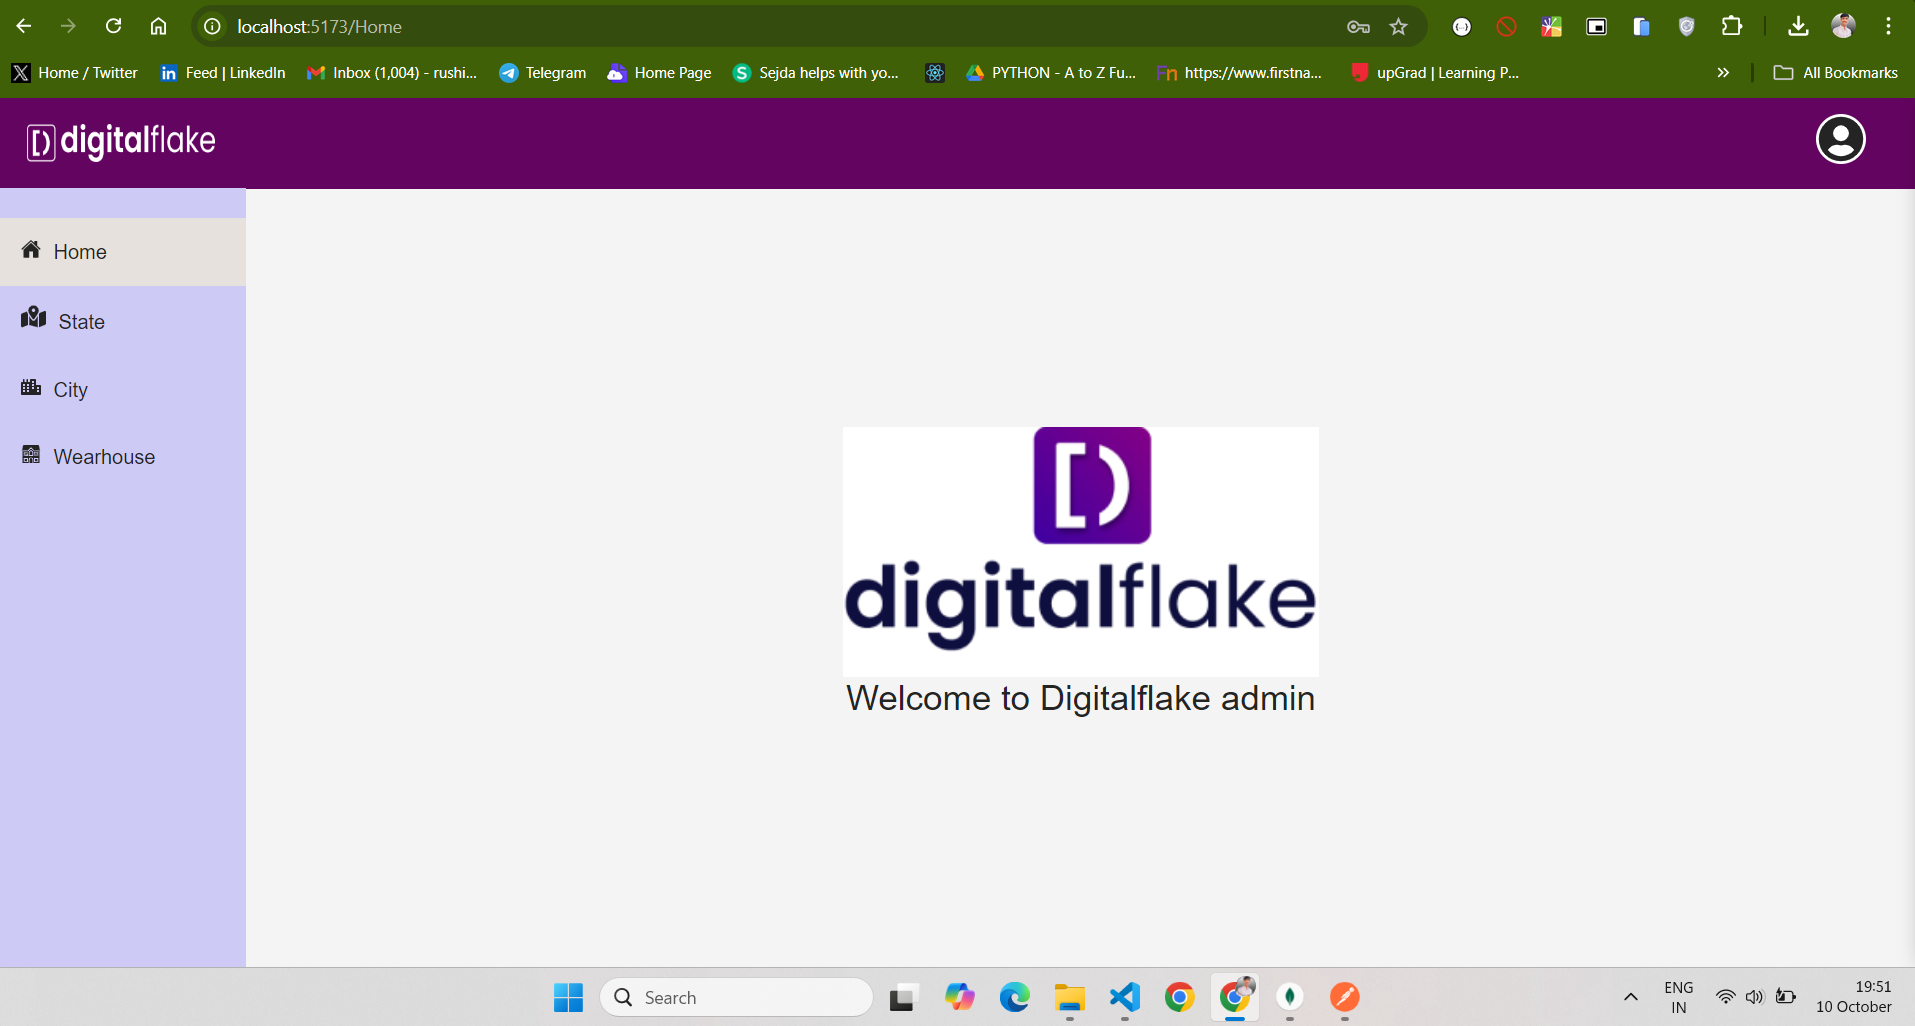 localhost:5173/Home
Home / Twitter
Feed | LinkedIn
Inbox (1,004) - rushi...
Telegram
Home Page
Sejda helps with yo...
PYTHON - A to Z Fu...
https://www.firstna...
upGrad | Learning P...
All Bookmarks
digitalflake
Home
State
City
Wearhouse
digitalflake
Welcome to Digitalflake admin
Search
ENG
IN
19:51
10 October